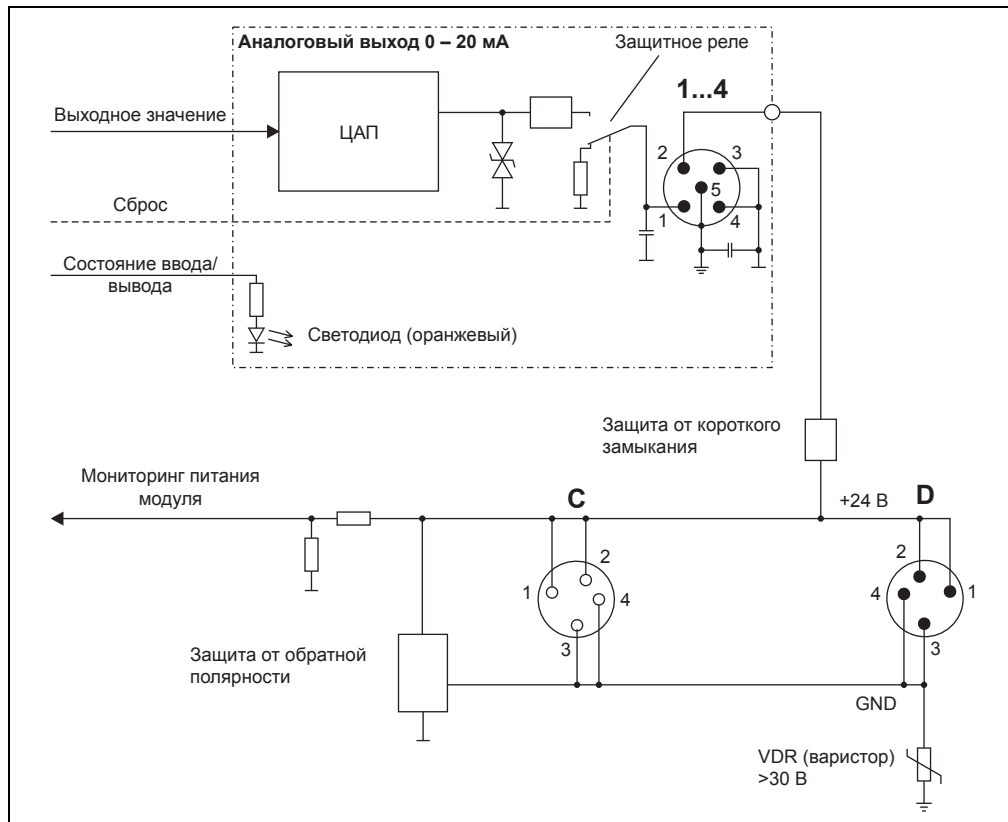 Аналоговый выход 0 – 20 мА
Защитное реле
1...4
Выходное значение
ЦАП
2
3
5
1
4
Сброс
Состояние ввода/
вывода
Светодиод (оранжевый)
Защита от короткого
замыкания
Мониторинг питания
модуля
C
+24 В
D
2
1
4
3
2
4
1
3
Защита от обратной
полярности
GND
VDR (варистор)
>30 В